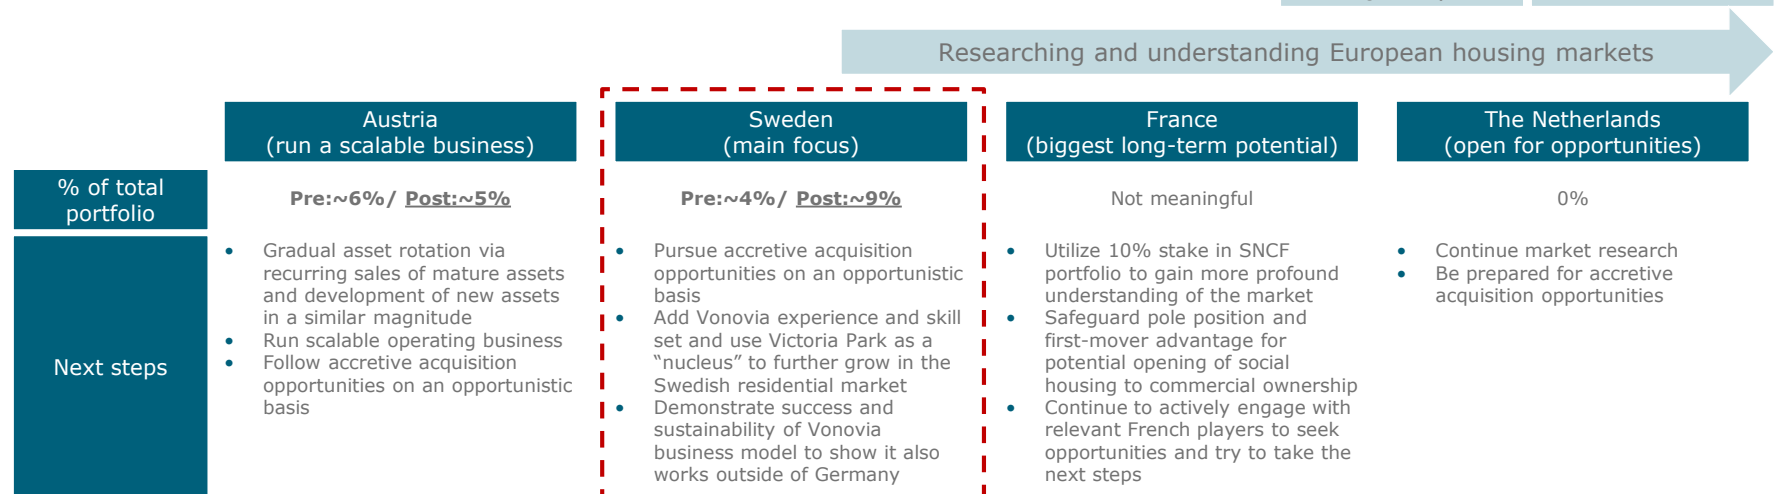 Researching and understanding European housing markets
Austria
(run a scalable business)
Sweden
(main focus)
France
(biggest long-term potential)
The Netherlands
(open for opportunities)
% of total
portfolio
Pre:~6%/ Post:~5%
Pre:~4%/ Post:~9%
Not meaningful
0%
Next steps
• Gradual asset rotation via
recurring sales of mature assets
and development of new assets
in a similar magnitude
• Run scalable operating business
• Follow accretive acquisition
opportunities on an opportunistic
basis
• Pursue accretive acquisition
opportunities on an opportunistic
basis
• Add Vonovia experience and skill
set and use Victoria Park as a
“nucleus” to further grow in the
Swedish residential market
• Demonstrate success and
sustainability of Vonovia
business model to show it also
works outside of Germany
• Utilize 10% stake in SNCF
portfolio to gain more profound
understanding of the market
• Safeguard pole position and
first-mover advantage for
potential opening of social
housing to commercial ownership
• Continue to actively engage with
relevant French players to seek
opportunities and try to take the
next steps
• Continue market research
• Be prepared for accretive
acquisition opportunities